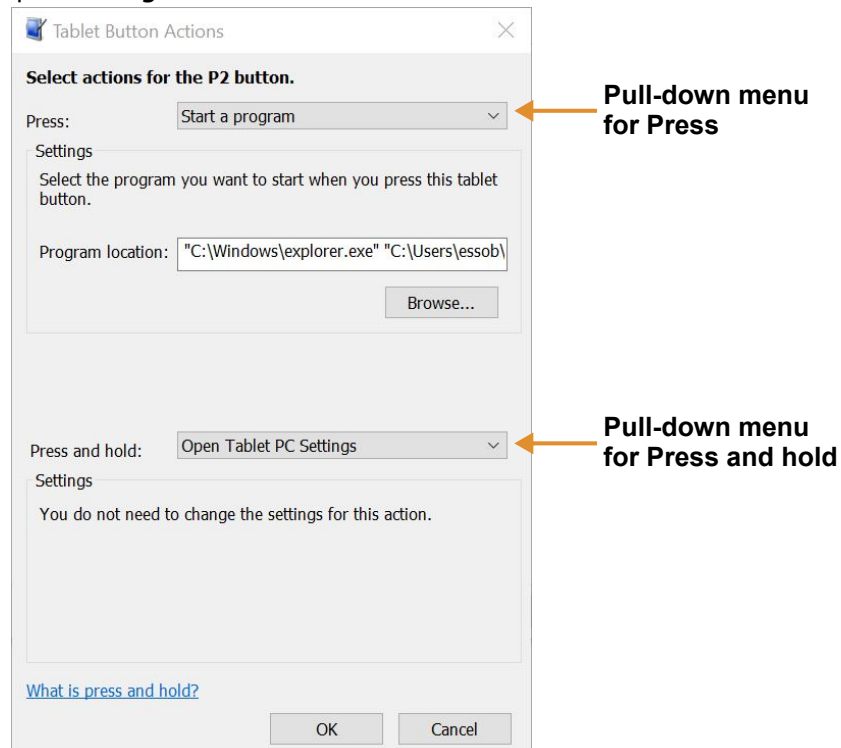 Tablet Button Actions
Select actions for the P2 button.
Pull-down menu
for Press
Press:
Start a program
Settings
Select the program you want to start when you press this tablet
button.
Program location:
"C:\Windows\explorer.exe" "C:\Users\essob\
Browse...
Pull-down menu
for Press and hold
Press and hold:
Open Tablet PC Settings
Settings
You do not need to change the settings for this action.
What is press and hold?
OK
Cancel